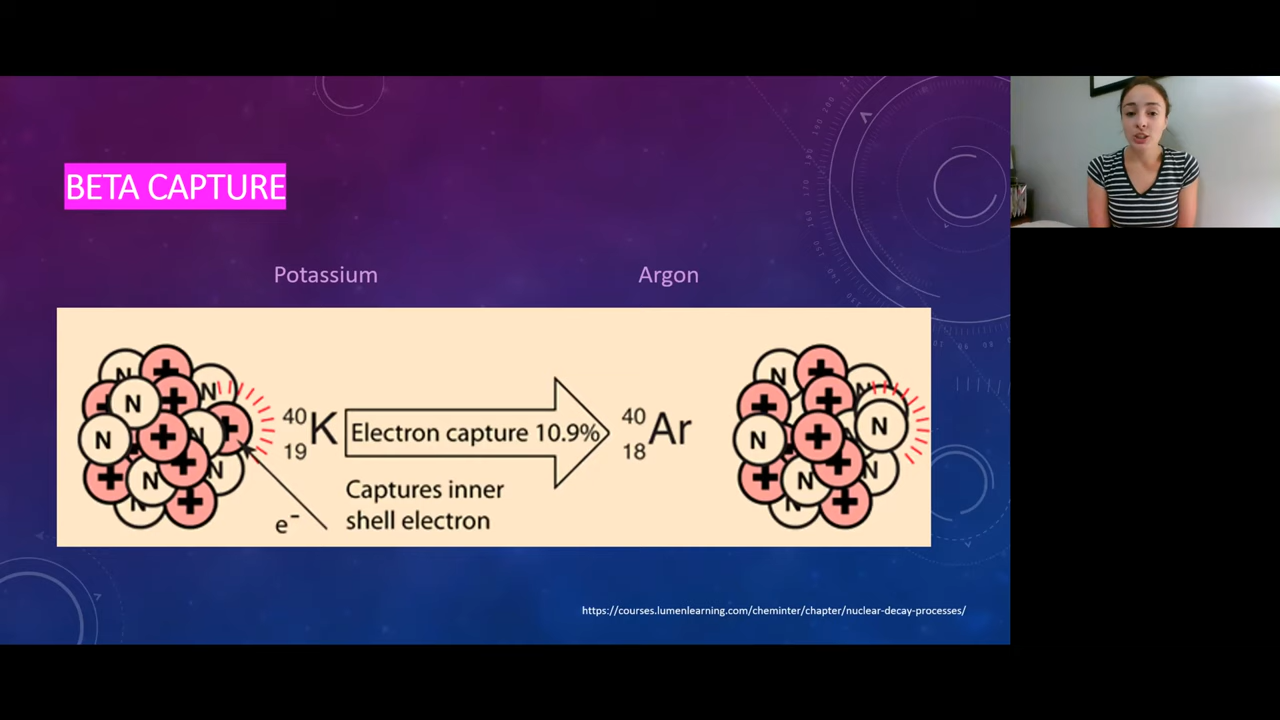 BETA CAPTURE
Potassium
Argon
N
N
N
N
N
N
N
N
40
19
K
Electron capture 10.9%
Captures inner
shell electron
e⁻
40
18
Ar
N
N
N
N
N
N
N
https://courses.lumenlearning.com/cheminter/chapter/nuclear-decay-processes/